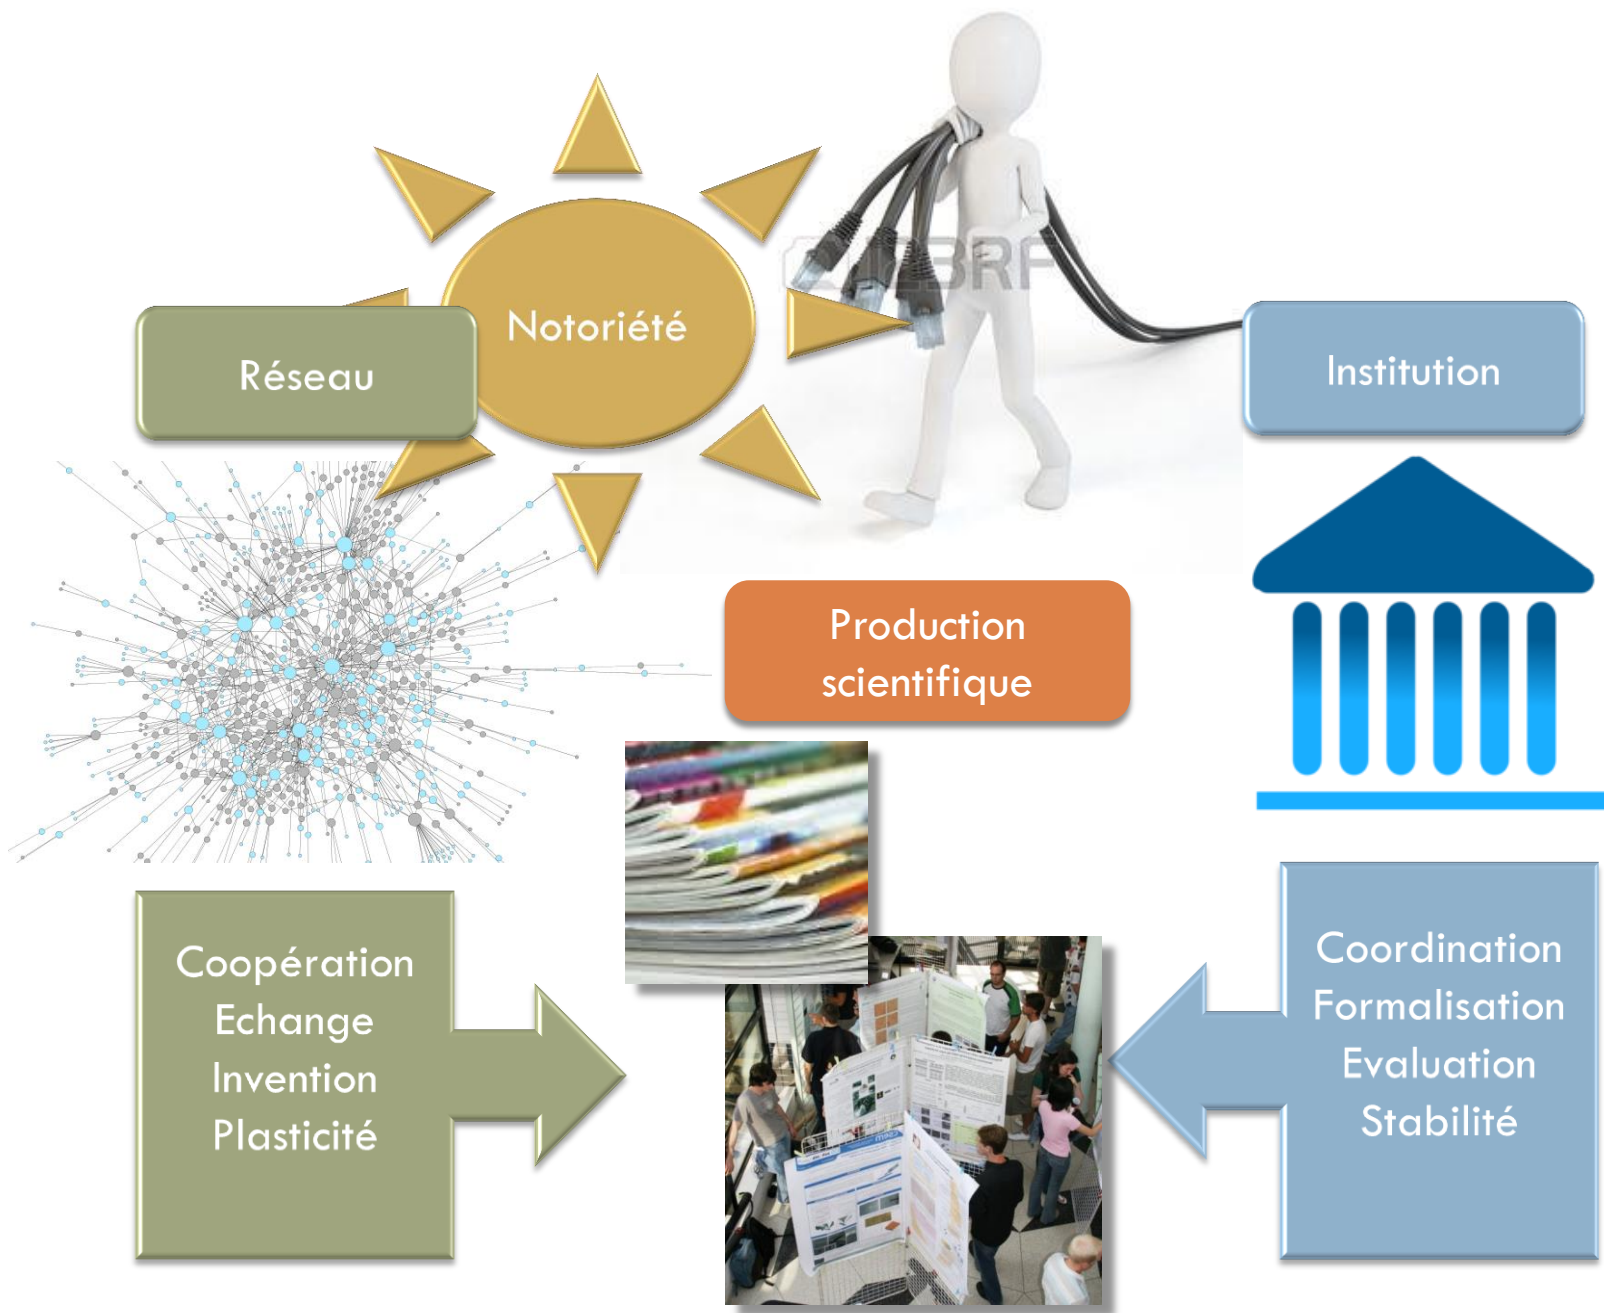 Notoriété
Réseau
Institution
Production
scientifique
Coopération
Echange
Invention
Plasticité
Coordination
Formalisation
Evaluation
Stabilité